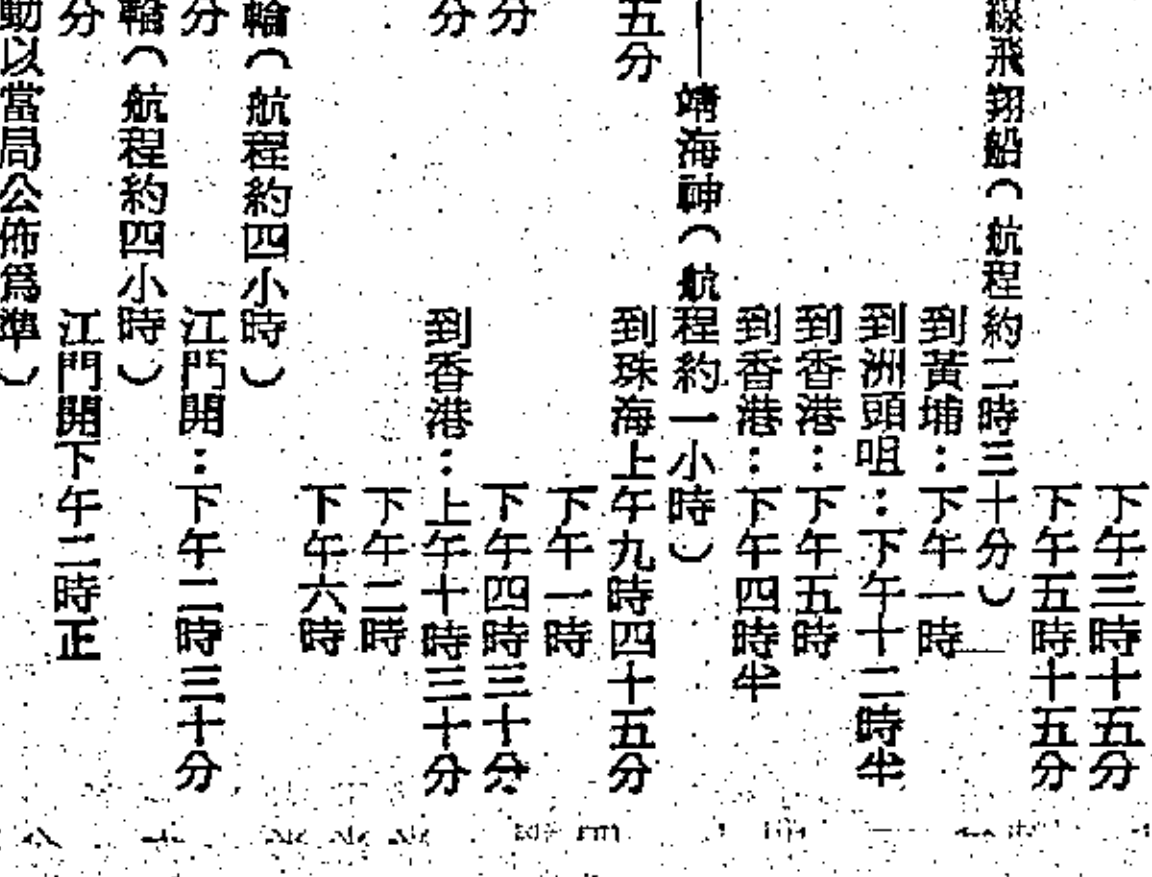 下午三時十五分
下午五時十五分
線飛翔船（航程約二時三十分）
到黃埔：下午一時
到洲頭咀：下午十二時半
到香港：下午五時
到香港：下午四時半
——靖海神（航程約一小時）
五分　到珠海上午九時四十五分
下午一時
分　下午四時三十分
分　到香港：上午十時三十分
下午二時
下午六時
輪（航程約四小時）
分　江門開：下午二時三十分
輪（航程約四小時）
分　江門開下午二時正
動以當局公佈爲準）